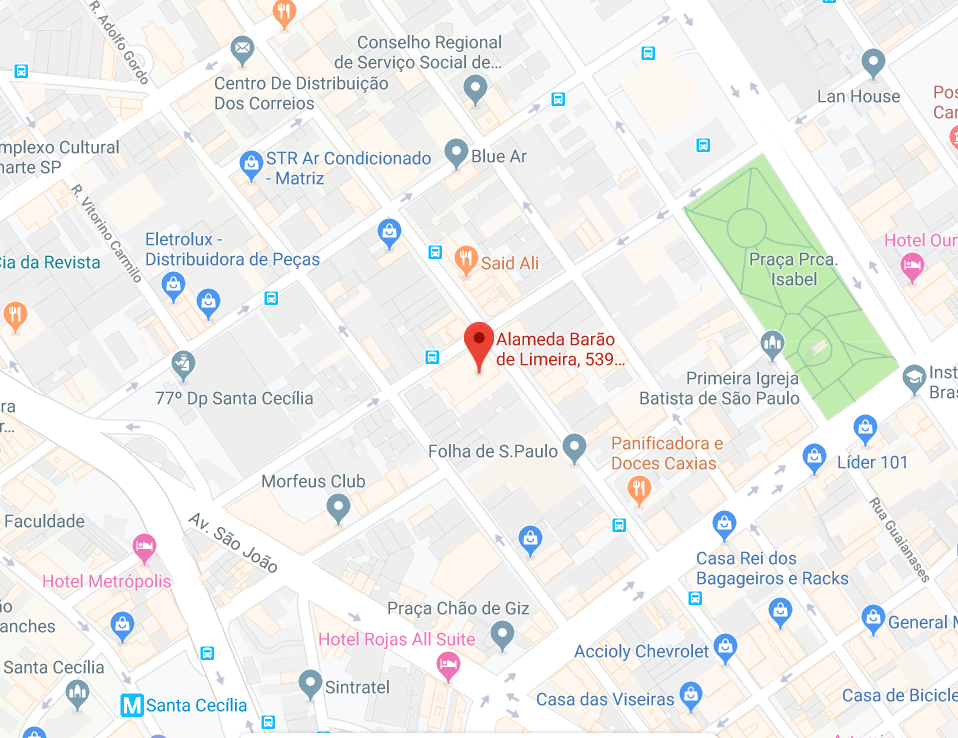 R. Adolfo Gordo
Conselho Regional
de Serviço Social de...
Centro De Distribuição
Dos Correios
Lan House
Pos
Car
mplexo Cultural
narte SP
STR Ar Condicionado
- Matriz
Blue Ar
R. Vitorino Carmilo
Eletrolux -
Distribuidora de Peças
Cia da Revista
Said Ali
Praça Prca.
Isabel
Hotel Our
Alameda Barão
de Limeira, 539...
77º Dp Santa Cecília
Primeira Igreja
Batista de São Paulo
Inst
Bras
ra
r...
Folha de S.Paulo
Panificadora e
Doces Caxias
Líder 101
Morfeus Club
Faculdade
Av. São João
Rua Guaianases
Hotel Metrópolis
Casa Rei dos
Bagageiros e Racks
ão
anches
Praça Chão de Giz
Hotel Rojas All Suite
General M
Accioly Chevrolet
Santa Cecília
Sintratel
M Santa Cecília
Casa das Viseiras
Casa de Bicicle